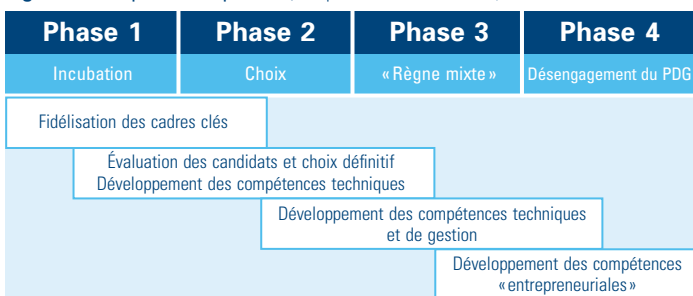 Phase 1 Phase 2 Phase 3 Phase 4
Incubation Choix « Règne mixte » Désengagement du PDG
Fidélisation des cadres clés
Évaluation des candidats et choix définitif
Développement des compétences techniques
Développement des compétences techniques
et de gestion
Développement des compétences
« entrepreneuriales »